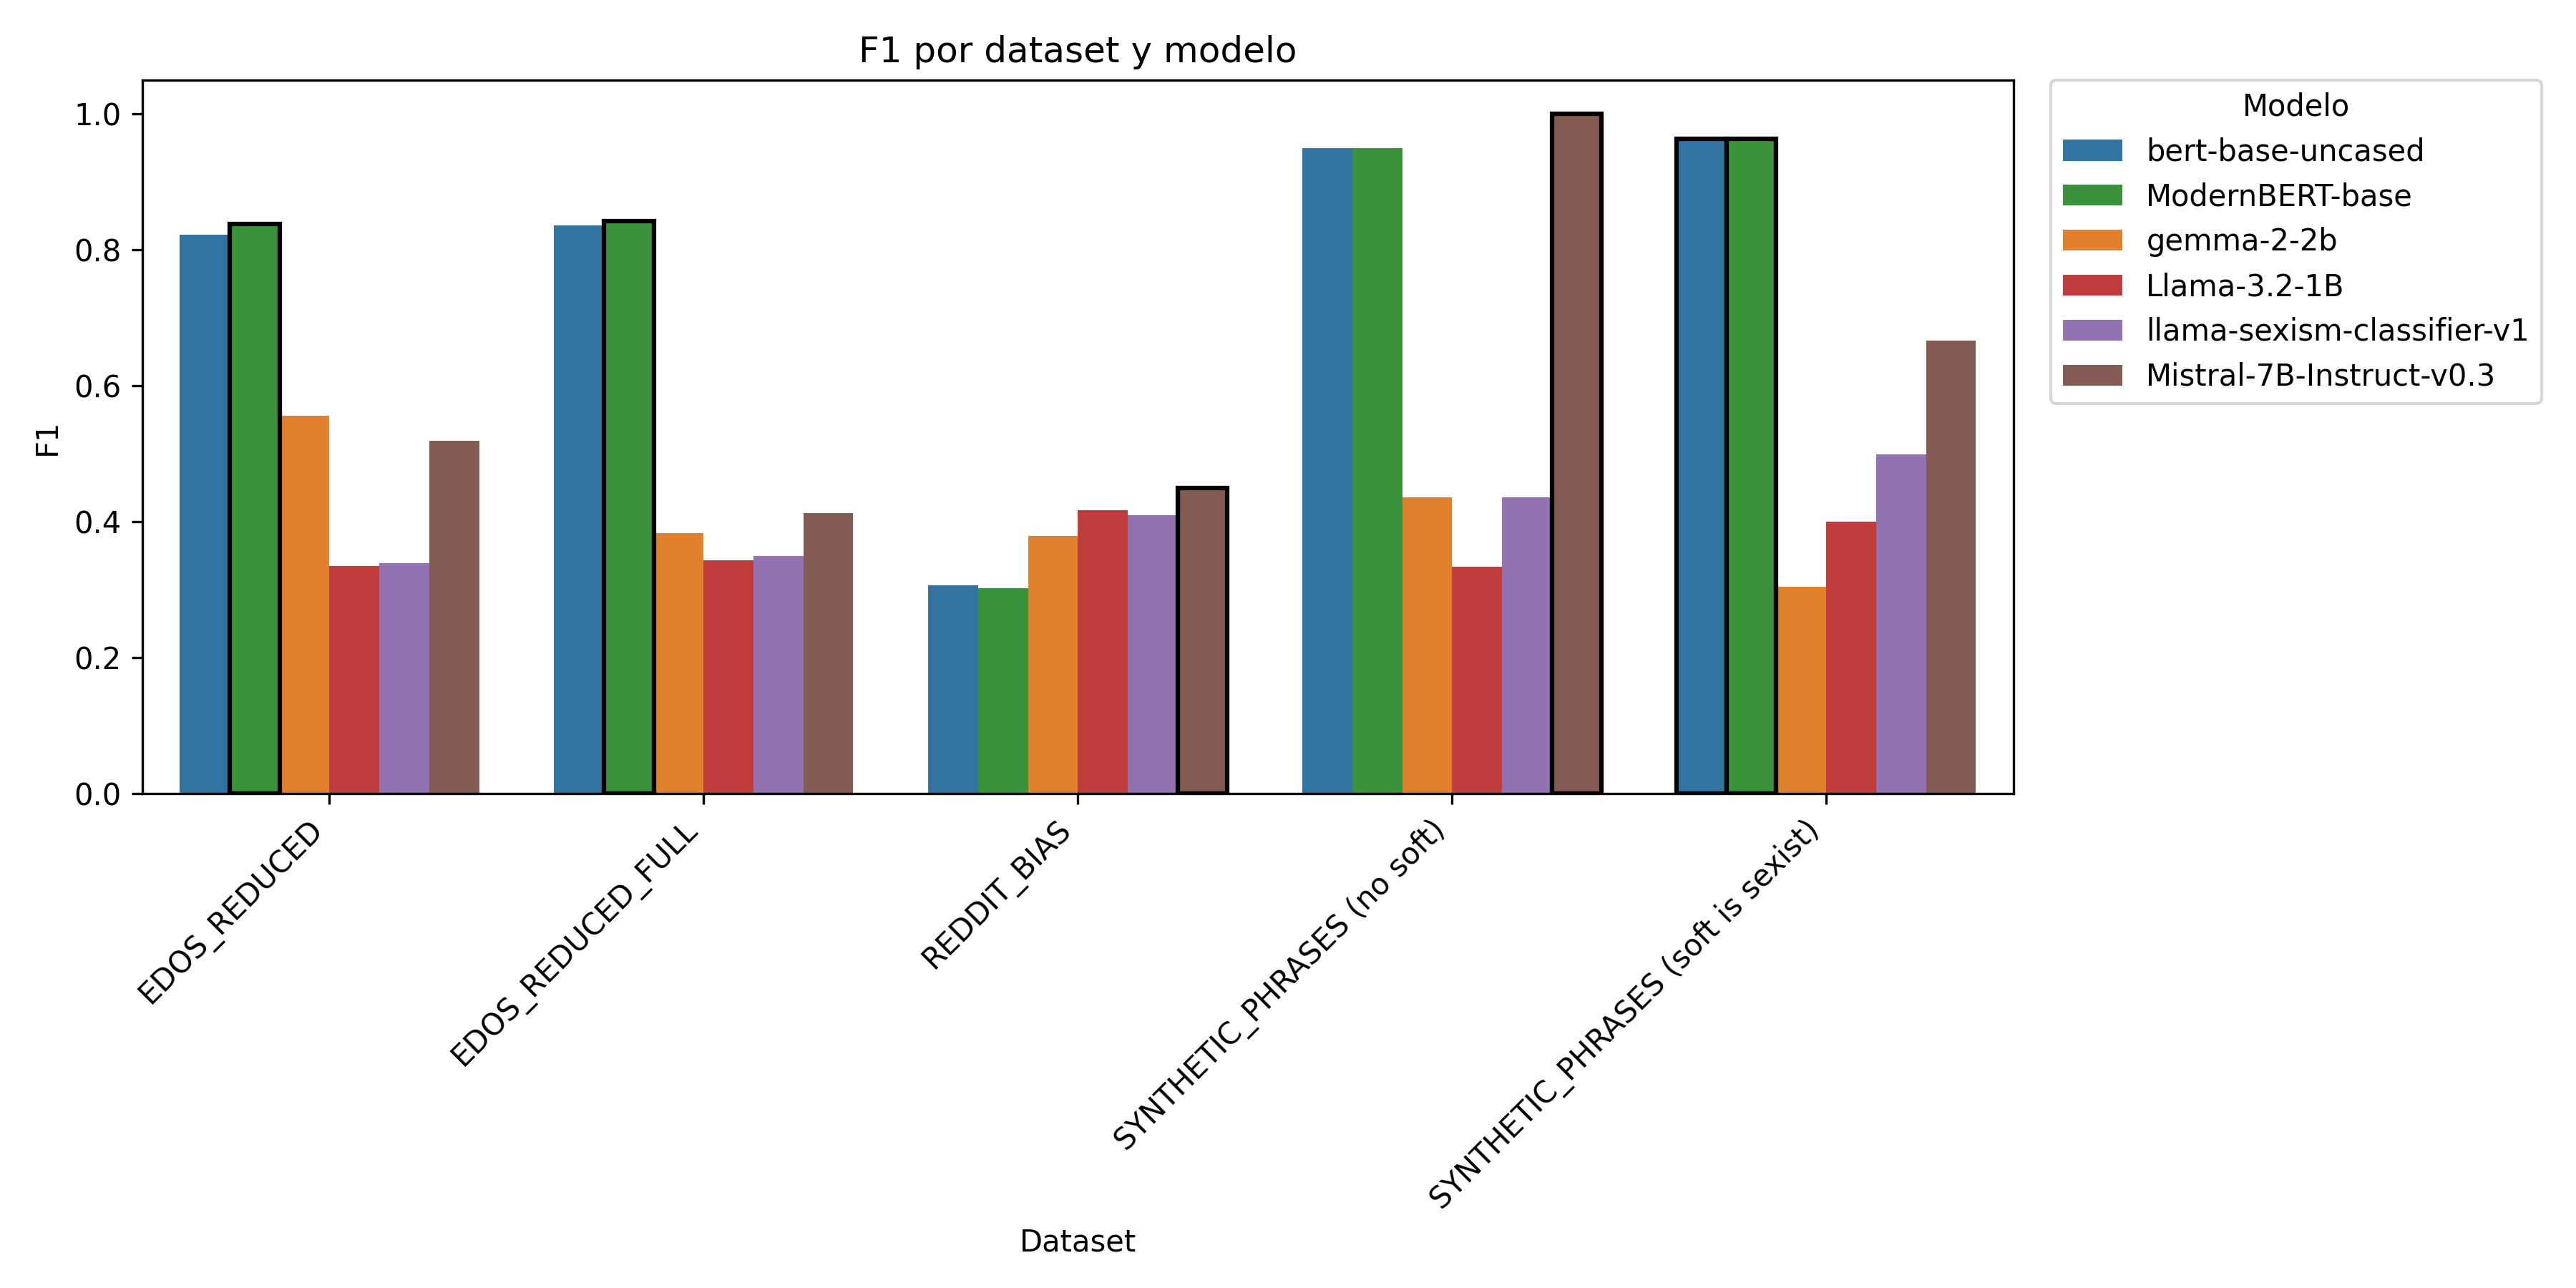 F1 por dataset y modelo
F1
1.0
0.8
0.6
0.4
0.2
0.0
EDOS_REDUCED
EDOS_REDUCED_FULL
REDDIT_BIAS
SYNTHETIC_PHRASES (no soft)
SYNTHETIC_PHRASES (soft is sexist)
Dataset
Modelo
bert-base-uncased
ModernBERT-base
gemma-2-2b
Llama-3.2-1B
llama-sexism-classifier-v1
Mistral-7B-Instruct-v0.3